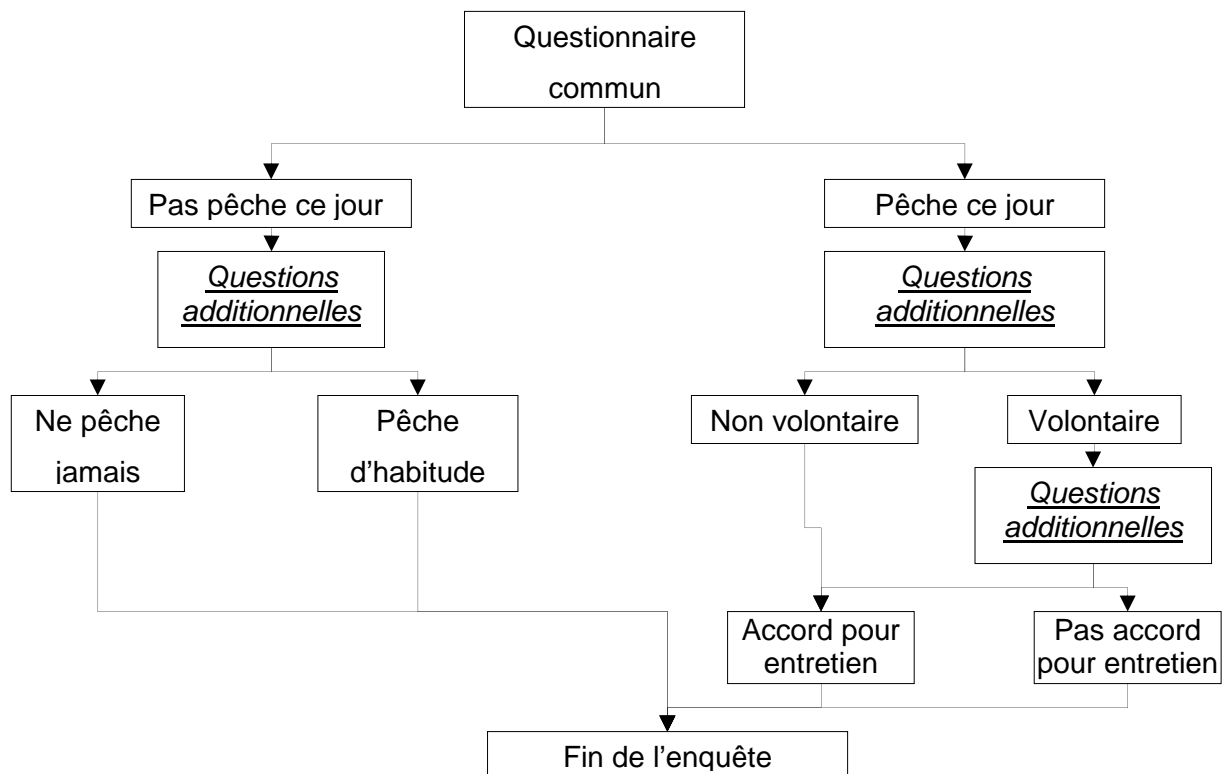 Questionnaire
commun
Pas pêche ce jour
Pêche ce jour
Questions
additionnelles
Questions
additionnelles
Ne pêche
jamais
Pêche
d'habitude
Non volontaire
Volontaire
Questions
additionnelles
Accord pour
entretien
Pas accord
pour entretien
Fin de l'enquête